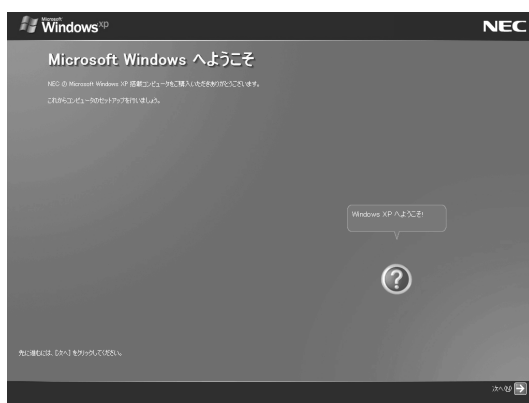 Microsoft
Windows xp
NEC
Microsoft Windows へようこそ
NEC の Microsoft Windows XP 搭載コンピュータをご購入いただきありがとうございます。
これからコンピュータのセットアップを行いましょう。
Windows XP へようこそ!
?
先に進むには、[次へ] をクリックしてください。
次へ(N)